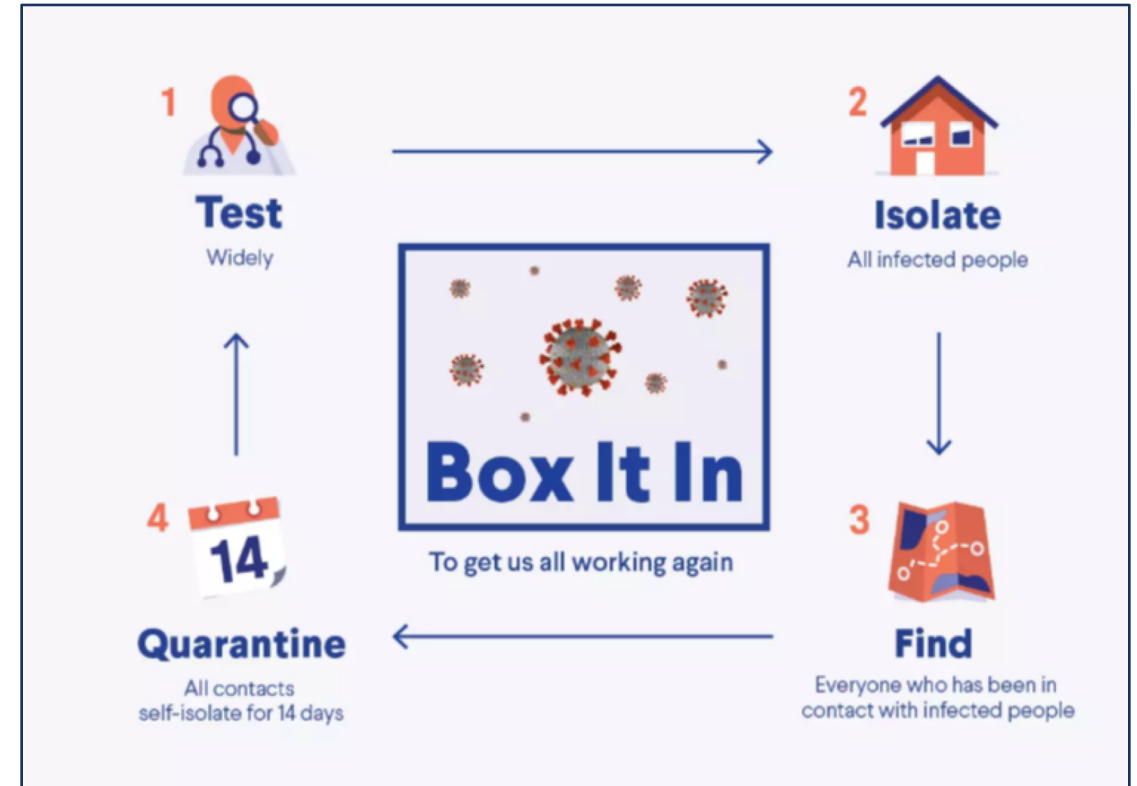 1
Test
Widely
2
Isolate
All infected people
Box It In
To get us all working again
3
Find
Everyone who has been in
contact with infected people
4
14
Quarantine
All contacts
self-isolate for 14 days